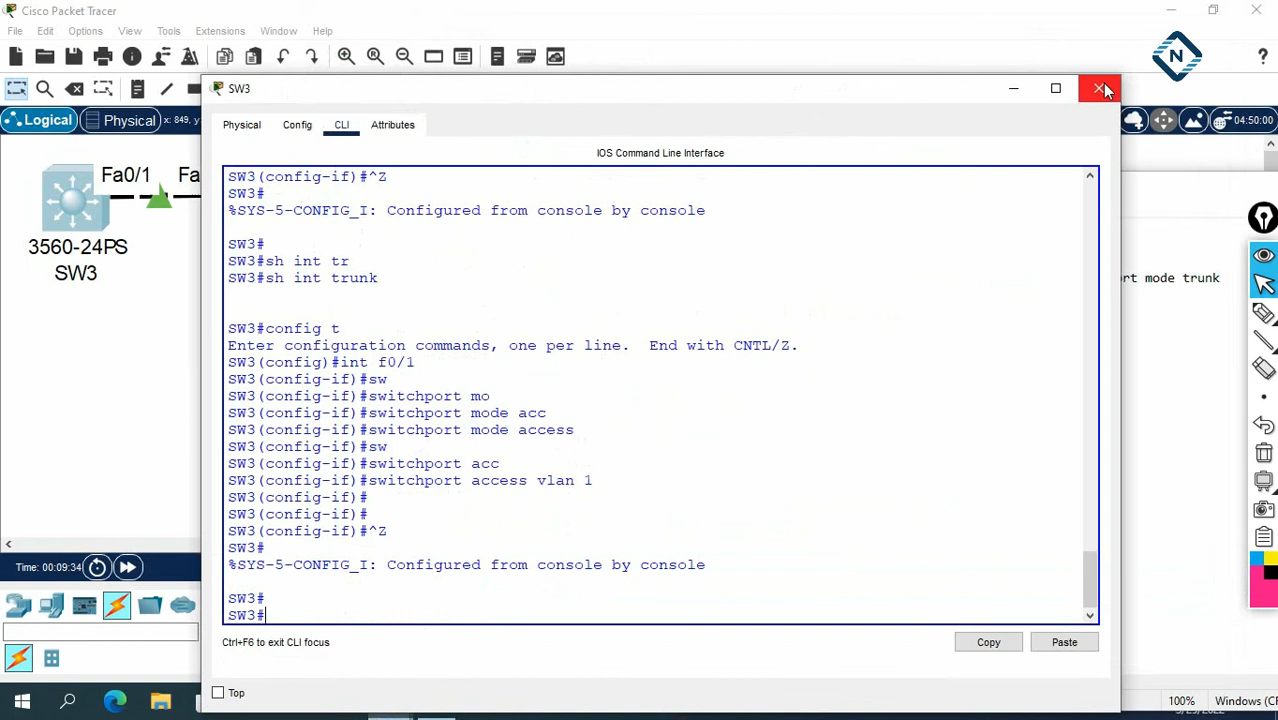 Cisco Packet Tracer
File Edit Options View Tools Extensions Window Help
N
?
SW3
Logical Physical x: 849, 04:50:00
Physical Config CLI Attributes
IOS Command Line Interface
Fa0/1 Fa
3560-24PS
SW3
SW3(config-if)#^Z
SW3#
%SYS-5-CONFIG_I: Configured from console by console
SW3#
SW3#sh int tr
SW3#sh int trunk
SW3#config t
Enter configuration commands, one per line. End with CNTL/Z.
SW3(config)#int f0/1
SW3(config-if)#sw
SW3(config-if)#switchport mo
SW3(config-if)#switchport mode acc
SW3(config-if)#switchport mode access
SW3(config-if)#sw
SW3(config-if)#switchport acc
SW3(config-if)#switchport access vlan 1
SW3(config-if)#
SW3(config-if)#
SW3(config-if)#^Z
SW3#
%SYS-5-CONFIG_I: Configured from console by console
SW3#
SW3#
rt mode trunk
Time: 00:09:34
Ctrl+F6 to exit CLI focus
Copy Paste
Top
100% Windows (CF